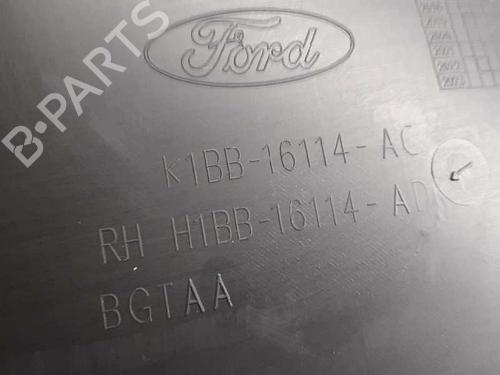 Ford
K1BB-16114-AC
RH H1BB-16114-AD
BGTAA
B-PARTS